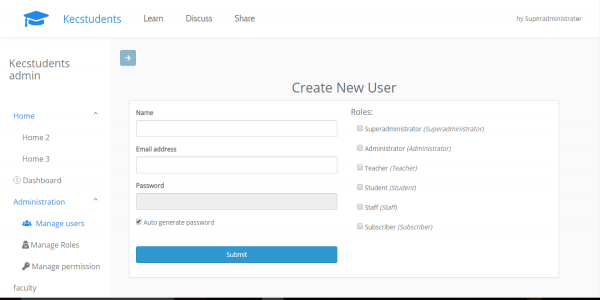 Kecstudents Learn Discuss Share by Superadministrator
Kecstudents
admin
Home
Home 2
Home 3
Dashboard
Administration
Manage users
Manage Roles
Manage permission
faculty
Create New User
Name
Email address
Password
Auto generate password
Submit
Roles:
Superadministrator (Superadministrator)
Administrator (Administrator)
Teacher (Teacher)
Student (Student)
Staff (Staff)
Subscriber (Subscriber)